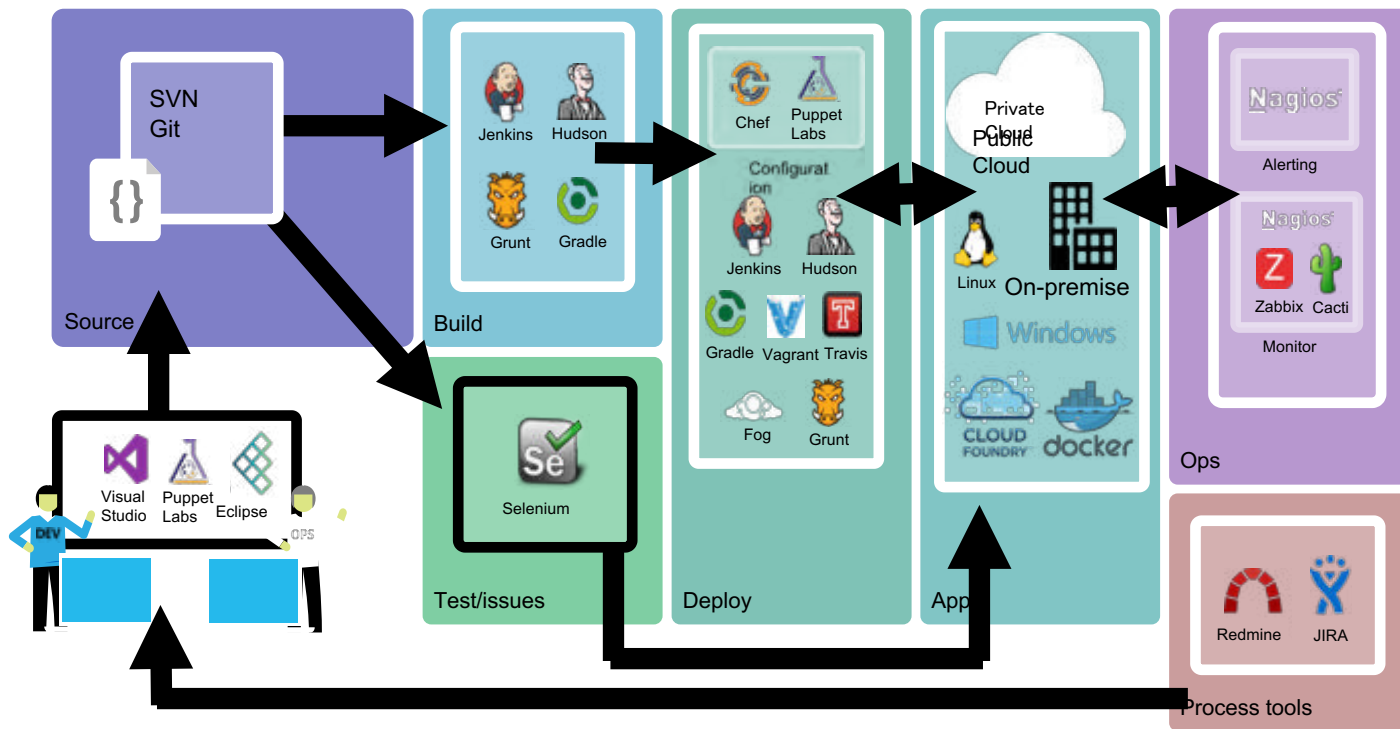 SVN
Git
{}
Source
Jenkins
Hudson
Grunt
Gradle
Build
Chef
Puppet
Labs
Configurat
ion
Jenkins
Hudson
Gradle
Vagrant
Travis
T
Fog
Grunt
Deploy
Private
Cloud
Public
Cloud
Linux
On-premise
Windows
CLOUD
FOUNDRY
docker
App
Nagios
Alerting
Nagios
Z
Zabbix
Cacti
Monitor
Ops
Visual
Studio
Puppet
Labs
Eclipse
DEV
OPS
Se
Selenium
Test/issues
Redmine
JIRA
Process tools